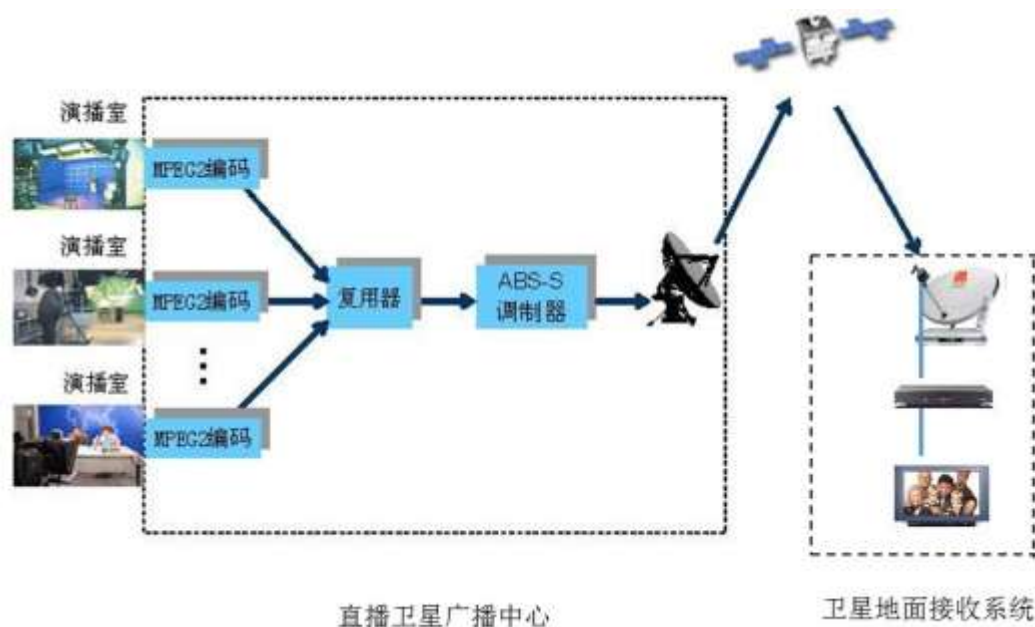 演播室
MPEG2编码
演播室
MPEG2编码
复用器
ABS-S
调制器
演播室
MPEG2编码
直播卫星广播中心
卫星地面接收系统